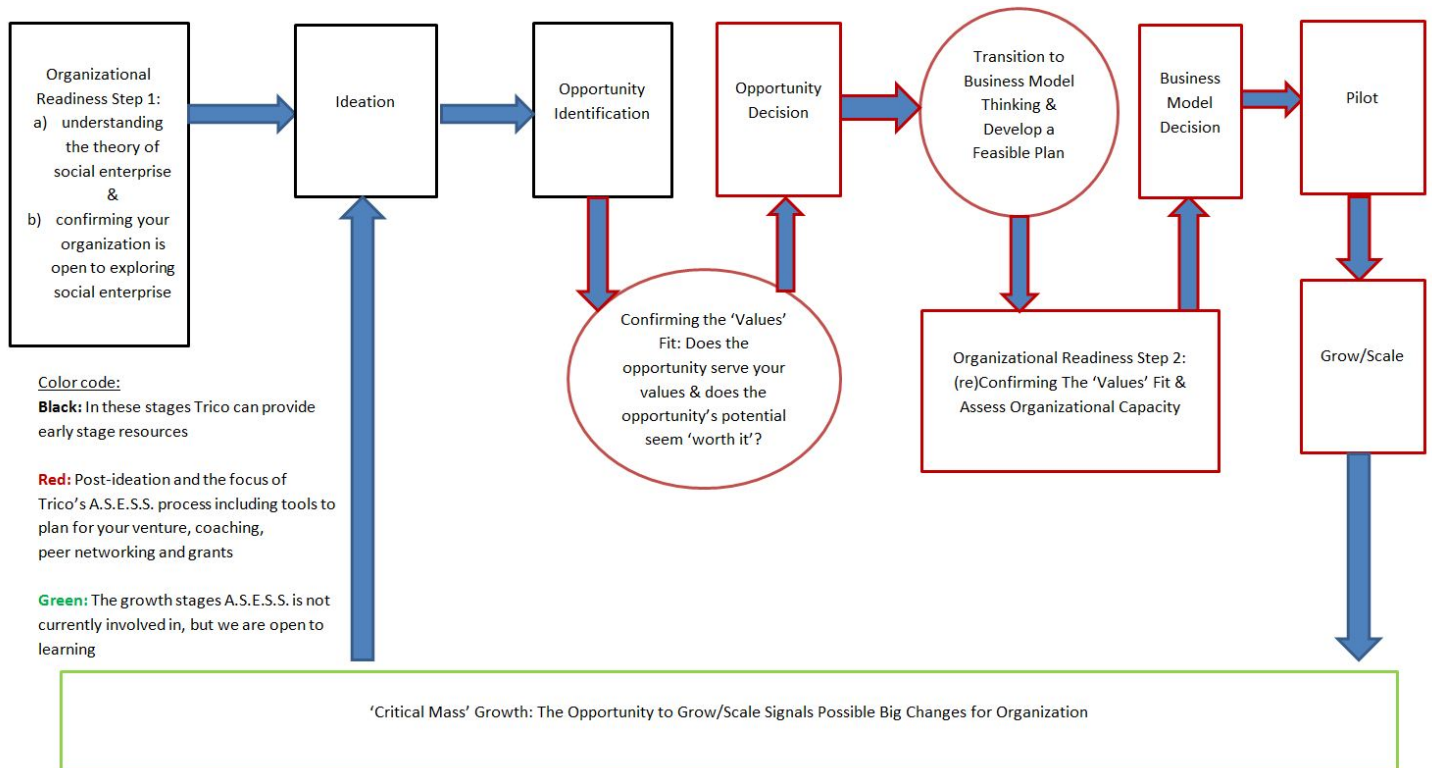 Organizational
Readiness Step 1:
a) understanding
the theory of
social enterprise
&
b) confirming your
organization is
open to exploring
social enterprise
Ideation
Opportunity
Identification
Opportunity
Decision
Transition to
Business Model
Thinking &
Develop a
Feasible Plan
Business
Model
Decision
Pilot
Confirming the ‘Values’
Fit: Does the
opportunity serve your
values & does the
opportunity’s potential
seem ‘worth it’?
Organizational Readiness Step 2:
(re)Confirming The ‘Values’ Fit &
Assess Organizational Capacity
Grow/Scale
Color code:
Black: In these stages Trico can provide
early stage resources
Red: Post-ideation and the focus of
Trico’s A.S.E.S.S. process including tools to
plan for your venture, coaching,
peer networking and grants
Green: The growth stages A.S.E.S.S. is not
currently involved in, but we are open to
learning
‘Critical Mass’ Growth: The Opportunity to Grow/Scale Signals Possible Big Changes for Organization